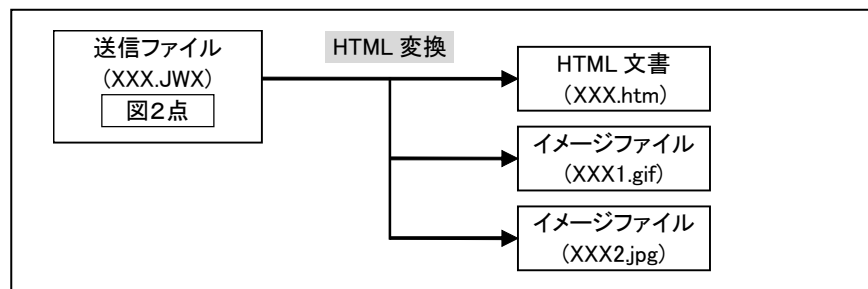 送信ファイル
(XXX.JWX)
図2点
HTML 変換
HTML 文書
(XXX.htm)
イメージファイル
(XXX1.gif)
イメージファイル
(XXX2.jpg)